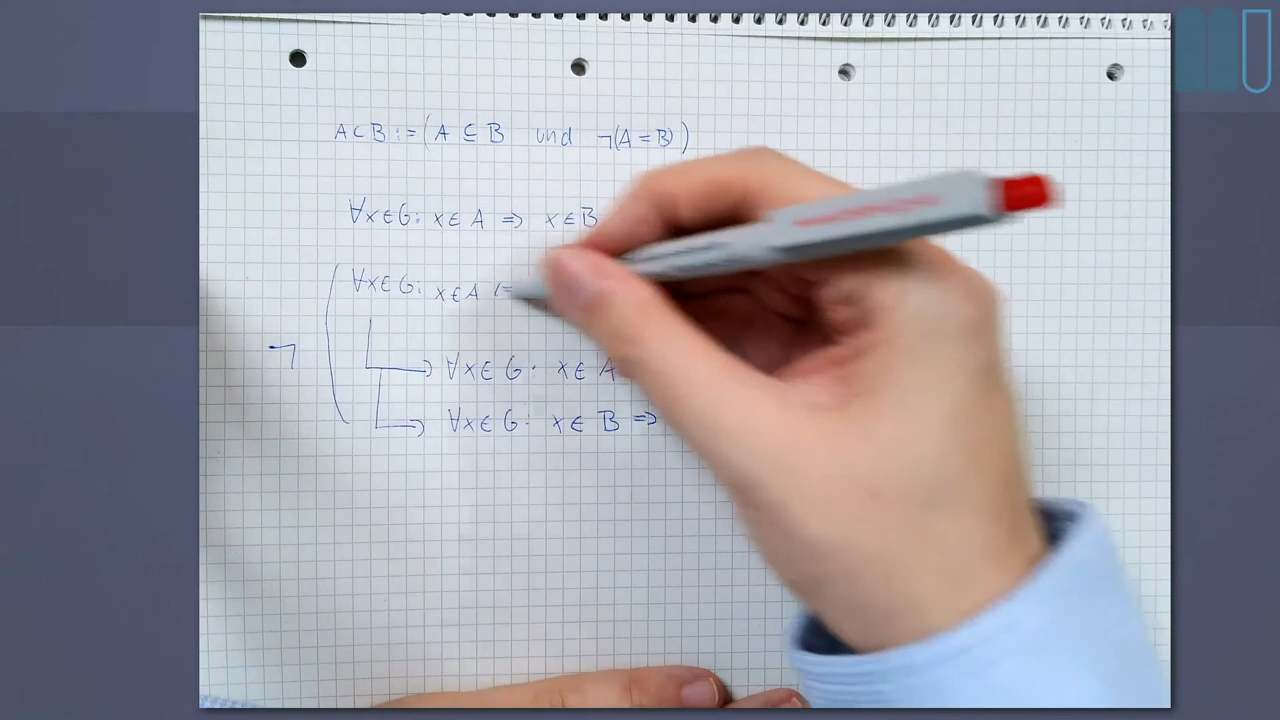 A ⊂ B := (A ⊆ B und ¬(A = B))
∀x∈G: x∈A ⇒ x∈B
∀x∈G: x∈A
¬
∀x∈G: x∈A
∀x∈G: x∈B ⇒